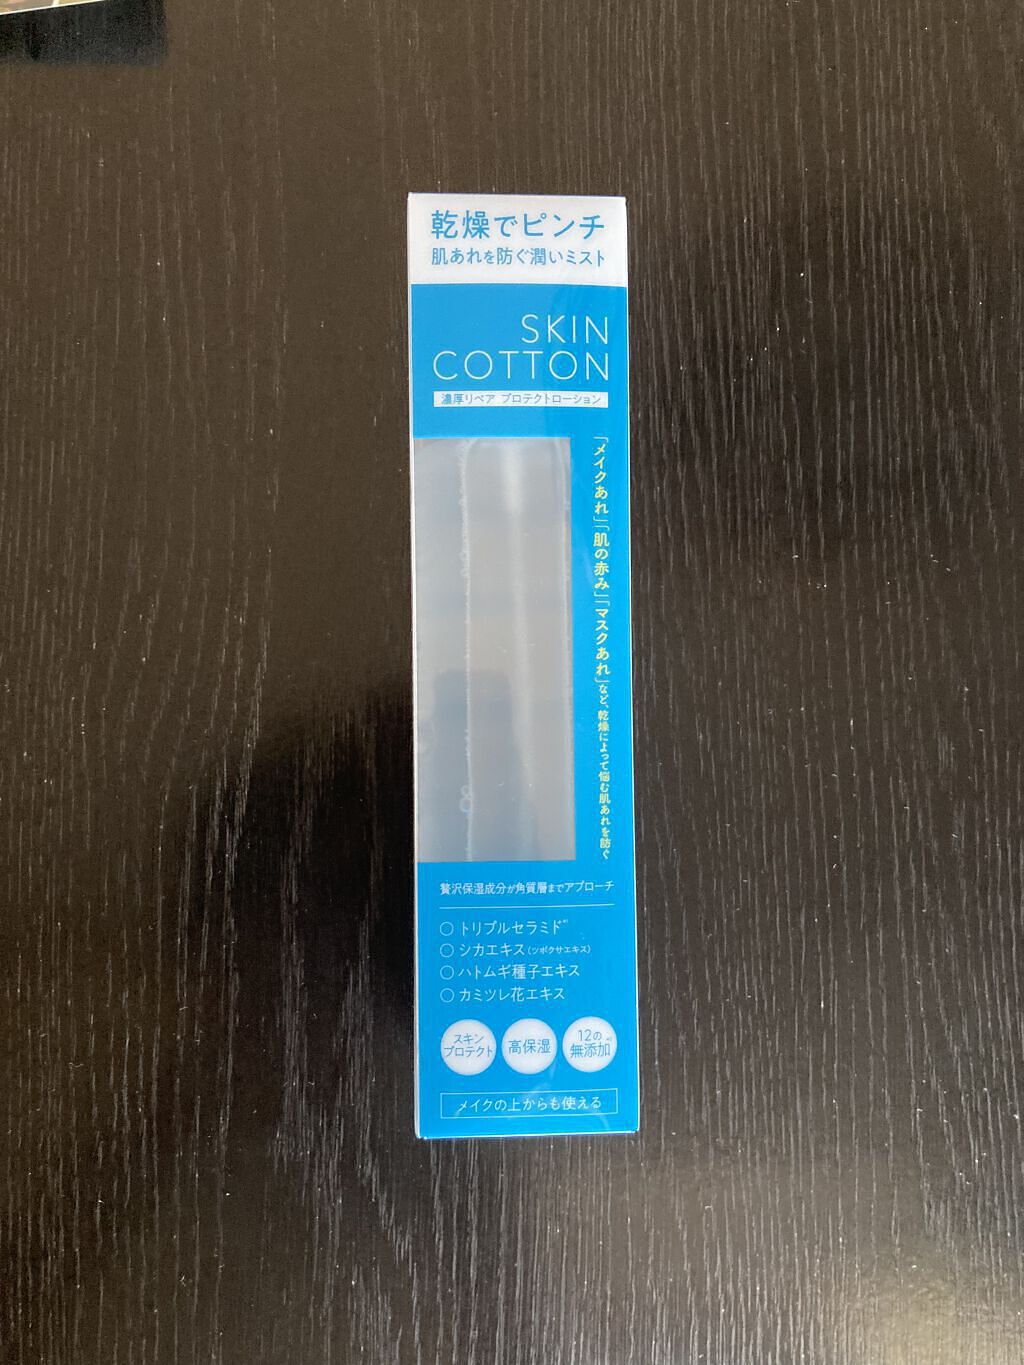 乾燥でピンチ
肌あれを防ぐ潤いミスト
SKIN
COTTON
濃厚リペア プロテクトローション
「メイクあれ」「肌の赤み」「マスクあれ」など、乾燥によって悩む肌あれを防ぐ
贅沢保湿成分が角質層までアプローチ
○トリプルセラミド
○シカエキス(ツボクサエキス)
○ハトムギ種子エキス
○カミツレ花エキス
スキン
プロテクト
高保湿
12の
無添加
メイクの上からも使える